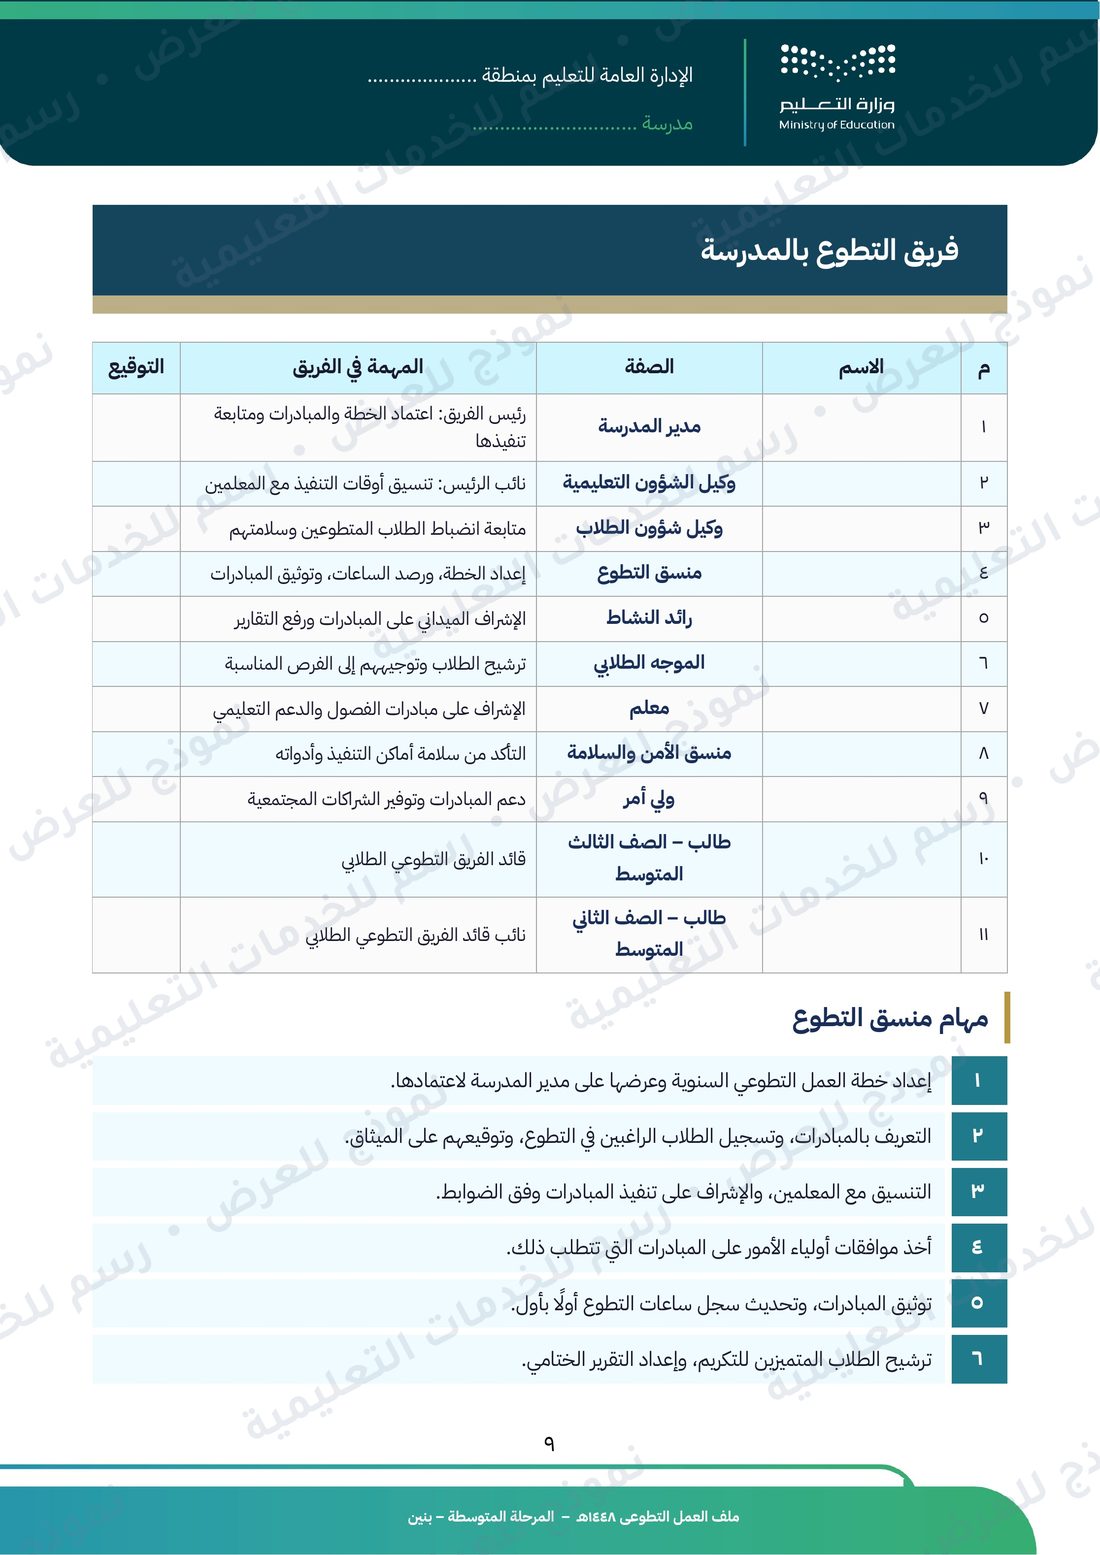 وزارة التعليم
Ministry of Education
الإدارة العامة للتعليم بمنطقة ....................
مدرسة ..............................
فريق التطوع بالمدرسة
م الاسم الصفة المهمة في الفريق التوقيع
١ مدير المدرسة رئيس الفريق: اعتماد الخطة والمبادرات ومتابعة
تنفيذها
٢ وكيل الشؤون التعليمية نائب الرئيس: تنسيق أوقات التنفيذ مع المعلمين
٣ وكيل شؤون الطلاب متابعة انضباط الطلاب المتطوعين وسلامتهم
٤ منسق التطوع إعداد الخطة، ورصد الساعات، وتوثيق المبادرات
٥ رائد النشاط الإشراف الميداني على المبادرات ورفع التقارير
٦ الموجه الطلابي ترشيح الطلاب وتوجيههم إلى الفرص المناسبة
٧ معلم الإشراف على مبادرات الفصول والدعم التعليمي
٨ منسق الأمن والسلامة التأكد من سلامة أماكن التنفيذ وأدواته
٩ ولي أمر دعم المبادرات وتوفير الشراكات المجتمعية
١٠ طالب – الصف الثالث
المتوسط قائد الفريق التطوعي الطلابي
١١ طالب – الصف الثاني
المتوسط نائب قائد الفريق التطوعي الطلابي
مهام منسق التطوع
١ إعداد خطة العمل التطوعي السنوية وعرضها على مدير المدرسة لاعتمادها.
٢ التعريف بالمبادرات، وتسجيل الطلاب الراغبين في التطوع، وتوقيعهم على الميثاق.
٣ التنسيق مع المعلمين، والإشراف على تنفيذ المبادرات وفق الضوابط.
٤ أخذ موافقات أولياء الأمور على المبادرات التي تتطلب ذلك.
٥ توثيق المبادرات، وتحديث سجل ساعات التطوع أولًا بأول.
٦ ترشيح الطلاب المتميزين للتكريم، وإعداد التقرير الختامي.
٩
ملف العمل التطوعي ١٤٤٨هـ – المرحلة المتوسطة – بنين
نموذج للعرض • رسم للخدمات التعليمية